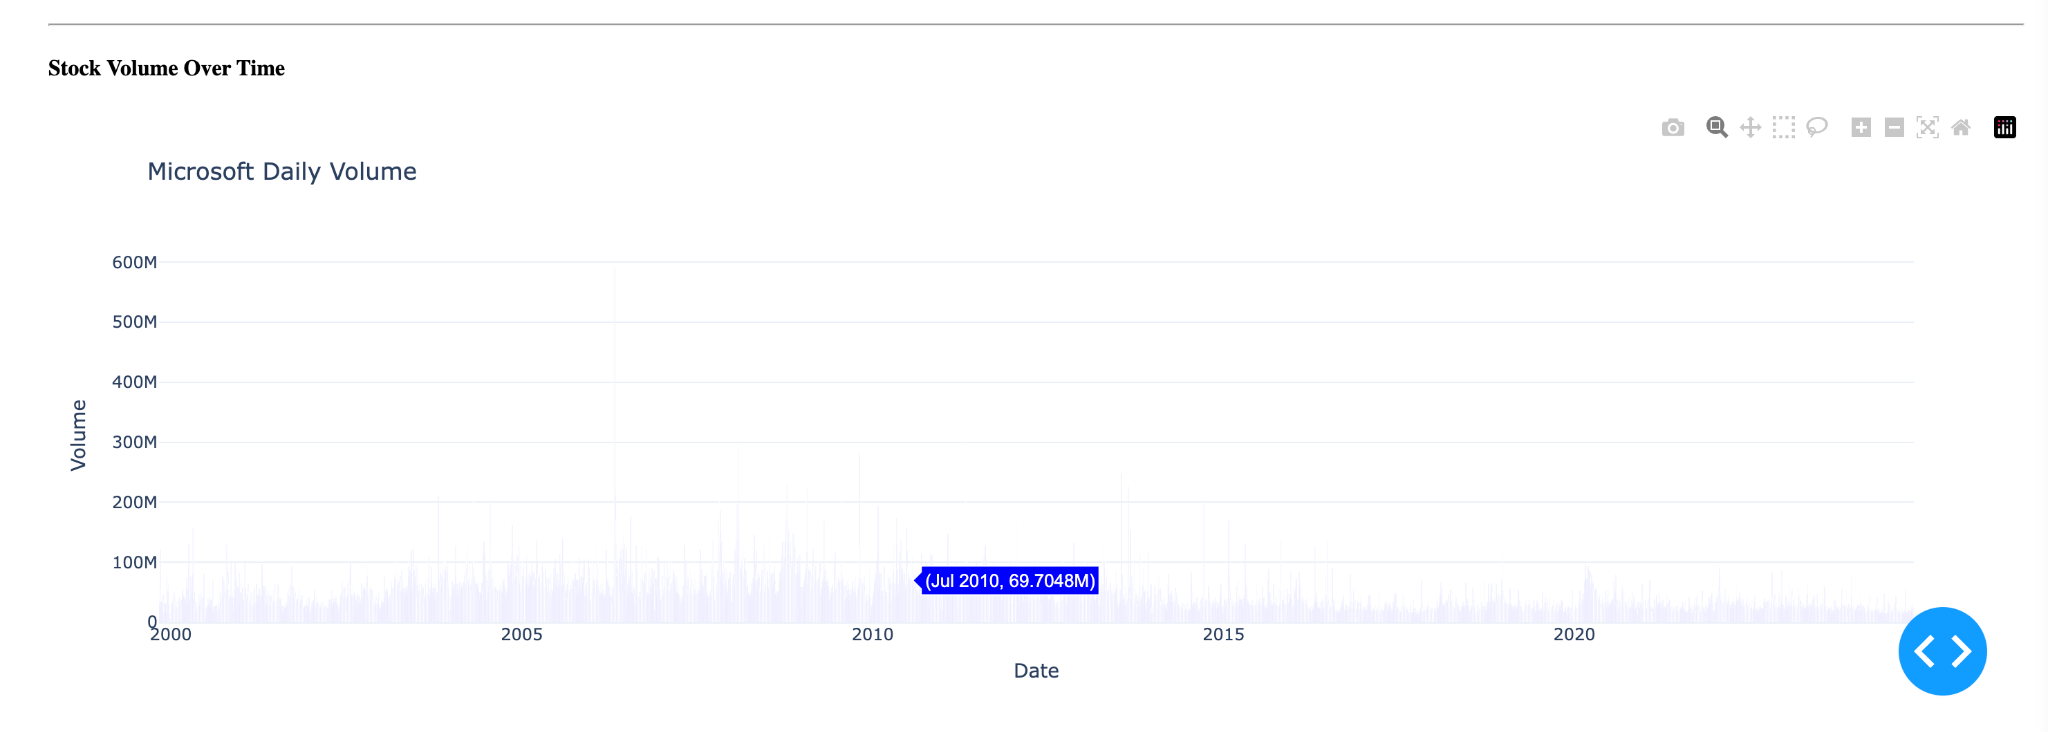 Stock Volume Over Time
Microsoft Daily Volume
600M
500M
400M
300M
200M
100M
0
Volume
(Jul 2010, 69.7048M)
2000 2005 2010 2015 2020
Date